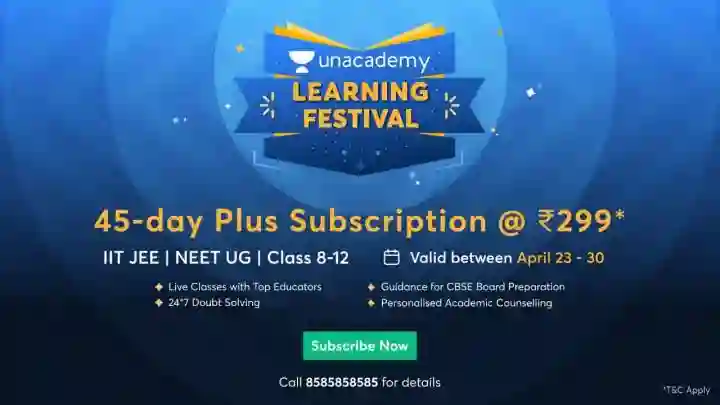 unacademy
LEARNING
FESTIVAL
45-day Plus Subscription @ ₹299*
IIT JEE | NEET UG | Class 8-12
Valid between April 23 - 30
Live Classes with Top Educators
Guidance for CBSE Board Preparation
24*7 Doubt Solving
Personalised Academic Counselling
Subscribe Now
Call 8585858585 for details
*T&C Apply